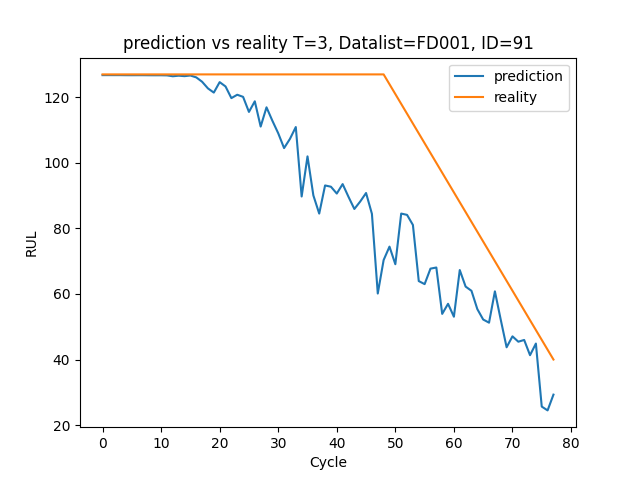 prediction vs reality T=3, Datalist=FD001, ID=91
prediction
reality
RUL
120
100
80
60
40
20
0 10 20 30 40 50 60 70 80
Cycle